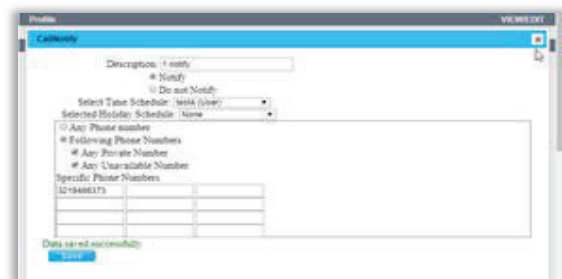 Profile VIEW/EDIT
CallNotify
Description: 1 notify
Notify
Do not Notify
Select Time Schedule: (User)
Selected Holiday Schedule: None
Any Phone number
Following Phone Numbers
Any Private Number
Any Unavailable Number
Specific Phone Numbers
Data saved successfully
Save